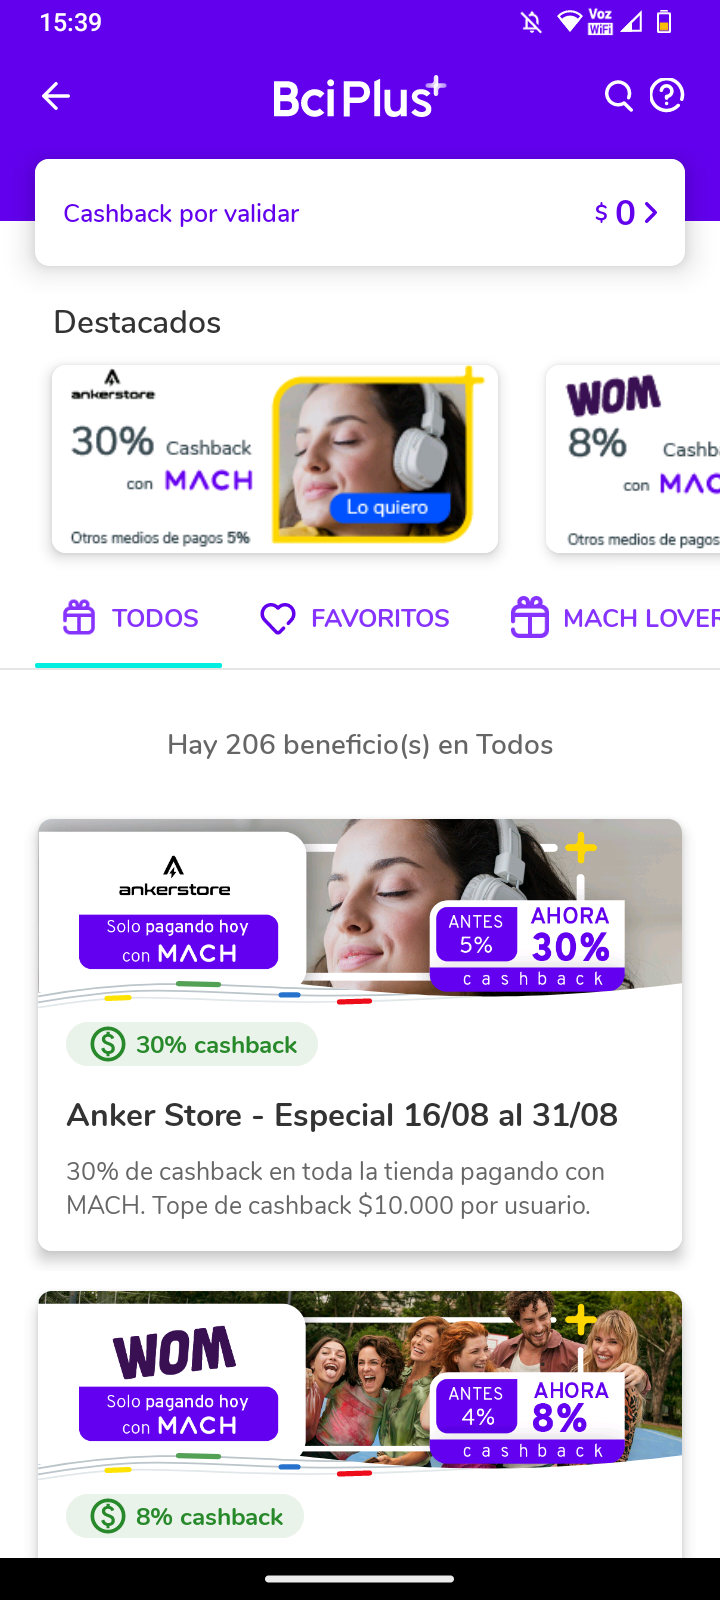 15:39
Voz
WiFi
Bci Plus+
Cashback por validar
$ 0
Destacados
ankerstore
30% Cashback
con MACH
Lo quiero
Otros medios de pagos 5%
WOM
8%
con
Otros medios de pagos
TODOS
FAVORITOS
MACH LOVER
Hay 206 beneficio(s) en Todos
ankerstore
Solo pagando hoy
con MACH
ANTES
5%
AHORA
30%
cashback
30% cashback
Anker Store - Especial 16/08 al 31/08
30% de cashback en toda la tienda pagando con
MACH. Tope de cashback $10.000 por usuario.
WOM
Solo pagando hoy
con MACH
ANTES
4%
AHORA
8%
cashback
8% cashback